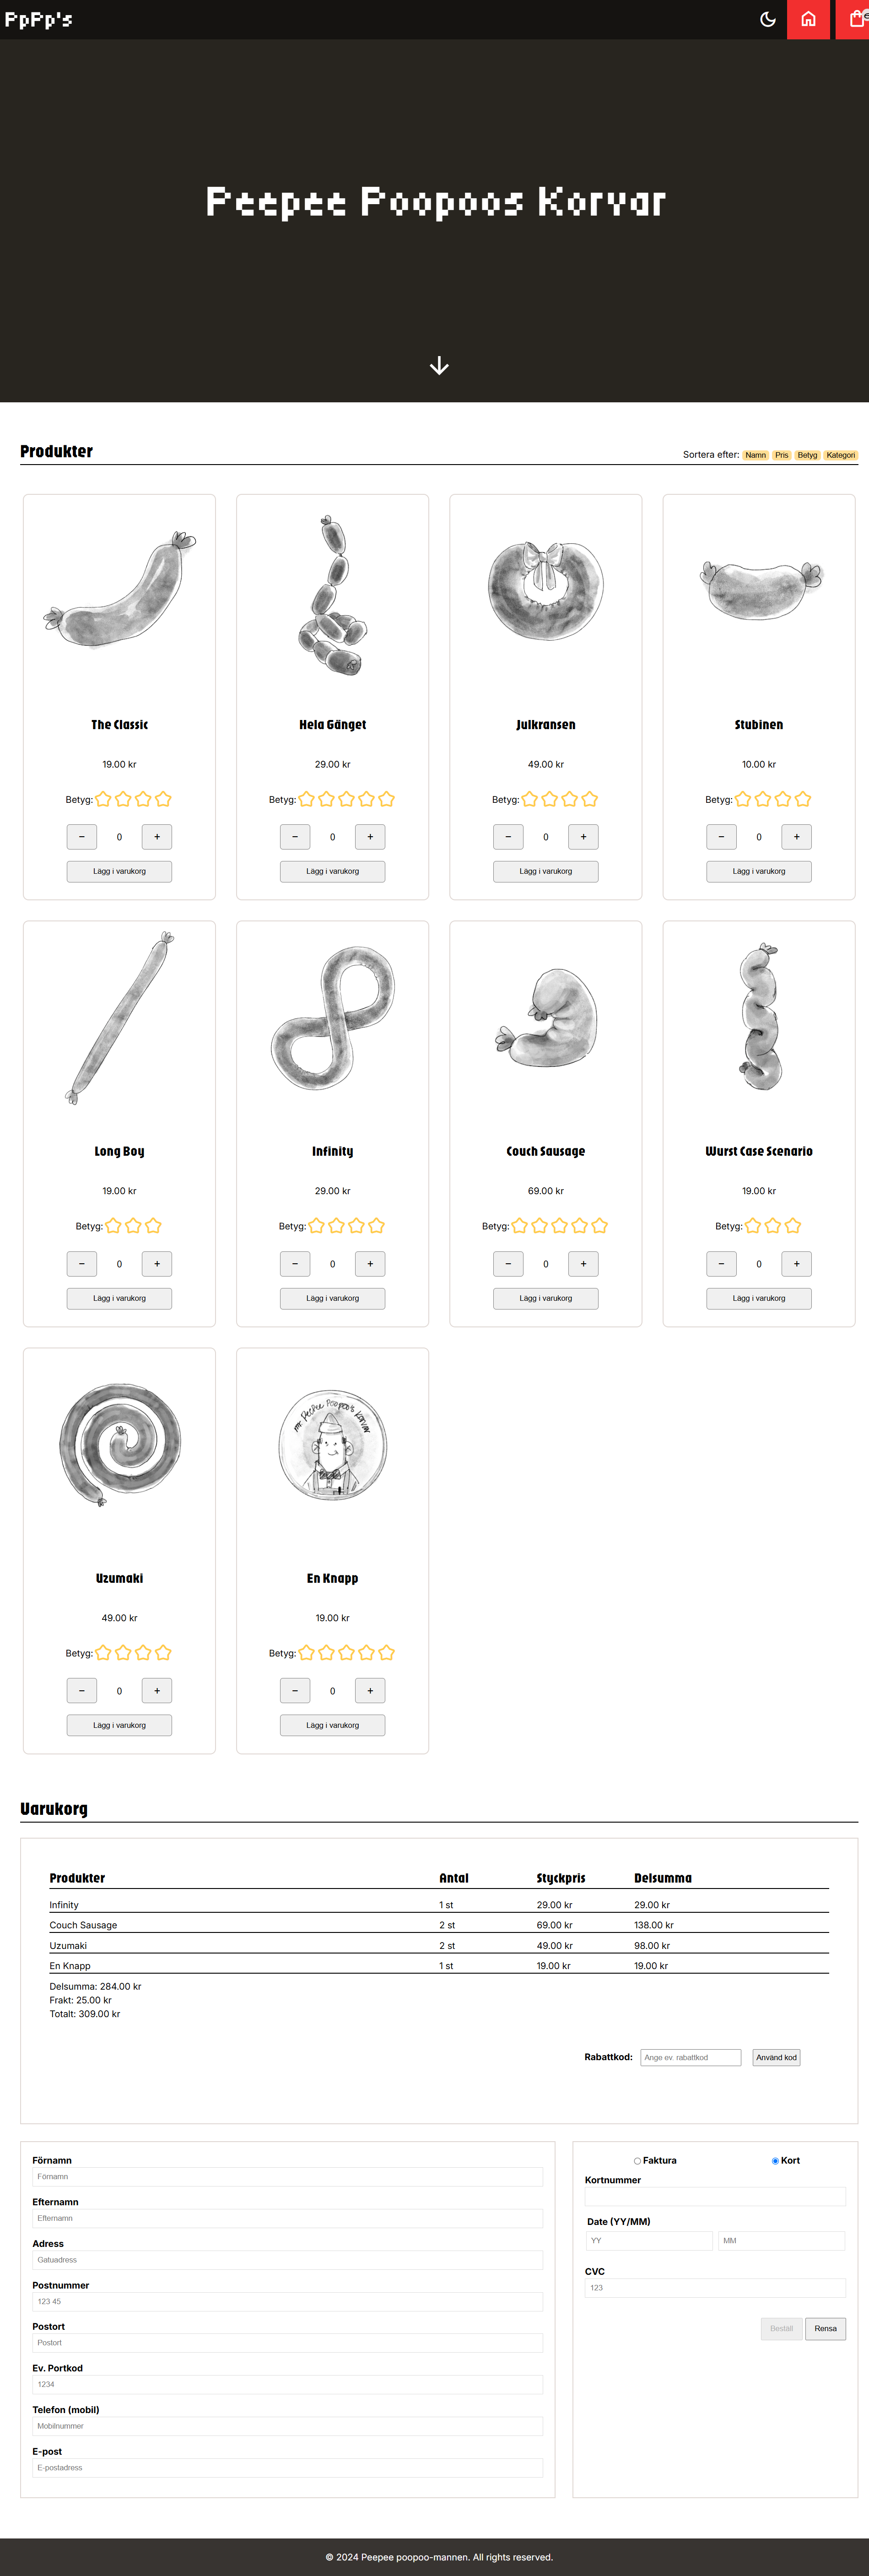 PpPp's
Peepee Poopoos Korvar
Produkter
Sortera efter: Namn Pris Betyg Kategori
The Classic Hela Gänget Julkransen Stubinen
19.00 kr 29.00 kr 49.00 kr 10.00 kr
Betyg: Betyg: Betyg: Betyg:
− 0 + − 0 + − 0 + − 0 +
Lägg i varukorg Lägg i varukorg Lägg i varukorg Lägg i varukorg
Long Boy Infinity Couch Sausage Wurst Case Scenario
19.00 kr 29.00 kr 69.00 kr 19.00 kr
Betyg: Betyg: Betyg: Betyg:
− 0 + − 0 + − 0 + − 0 +
Lägg i varukorg Lägg i varukorg Lägg i varukorg Lägg i varukorg
mr PeePee Poopoo's KORVAR
Uzumaki En Knapp
49.00 kr 19.00 kr
Betyg: Betyg:
− 0 + − 0 +
Lägg i varukorg Lägg i varukorg
Varukorg
Produkter Antal Styckpris Delsumma
Infinity 1 st 29.00 kr 29.00 kr
Couch Sausage 2 st 69.00 kr 138.00 kr
Uzumaki 2 st 49.00 kr 98.00 kr
En Knapp 1 st 19.00 kr 19.00 kr
Delsumma: 284.00 kr
Frakt: 25.00 kr
Totalt: 309.00 kr
Rabattkod: Ange ev. rabattkod Använd kod
Förnamn
Förnamn
Efternamn
Efternamn
Adress
Gatuadress
Postnummer
123 45
Postort
Postort
Ev. Portkod
1234
Telefon (mobil)
Mobilnummer
E-post
E-postadress
Faktura Kort
Kortnummer
Date (YY/MM)
YY MM
CVC
123
Beställ Rensa
© 2024 Peepee poopoo-mannen. All rights reserved.